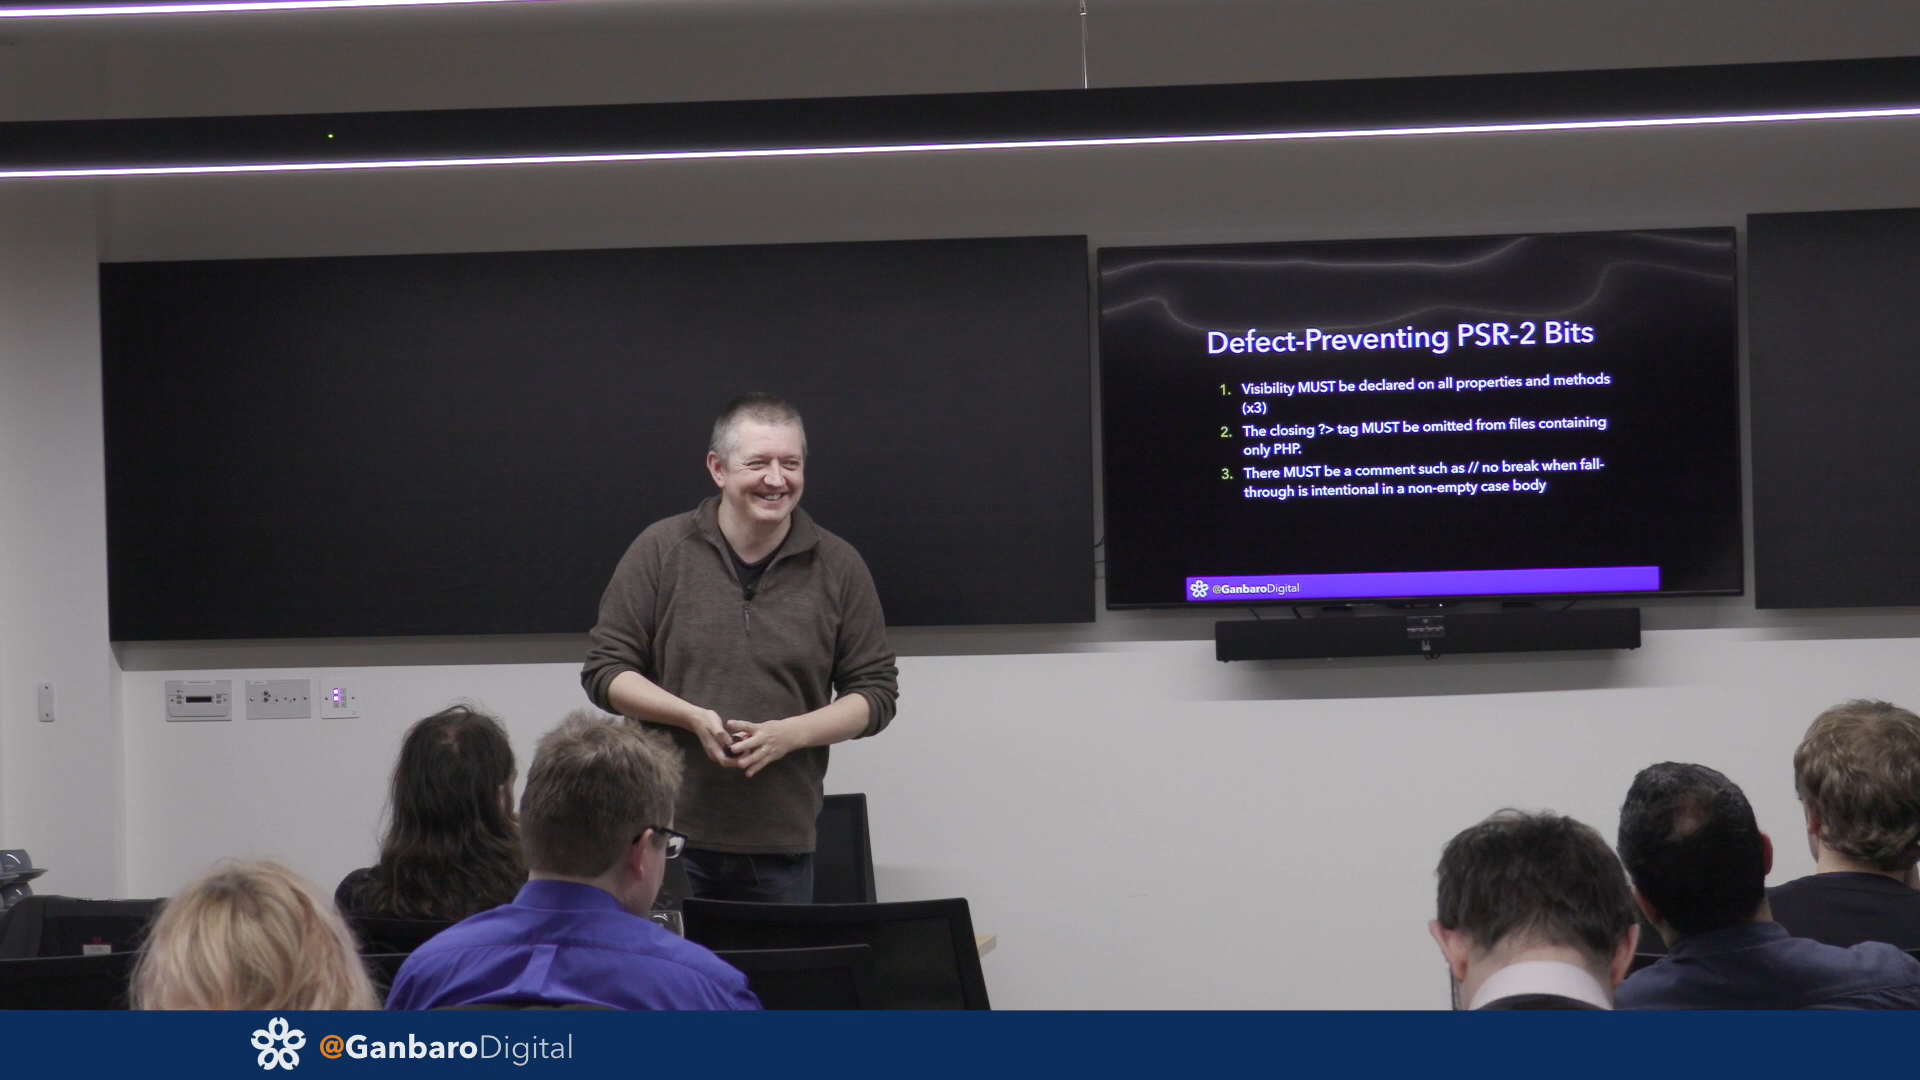 Defect-Preventing PSR-2 Bits
1. Visibility MUST be declared on all properties and methods
(x3)
2. The closing ?> tag MUST be omitted from files containing
only PHP.
3. There MUST be a comment such as // no break when fall-
through is intentional in a non-empty case body
@GanbaroDigital
@GanbaroDigital